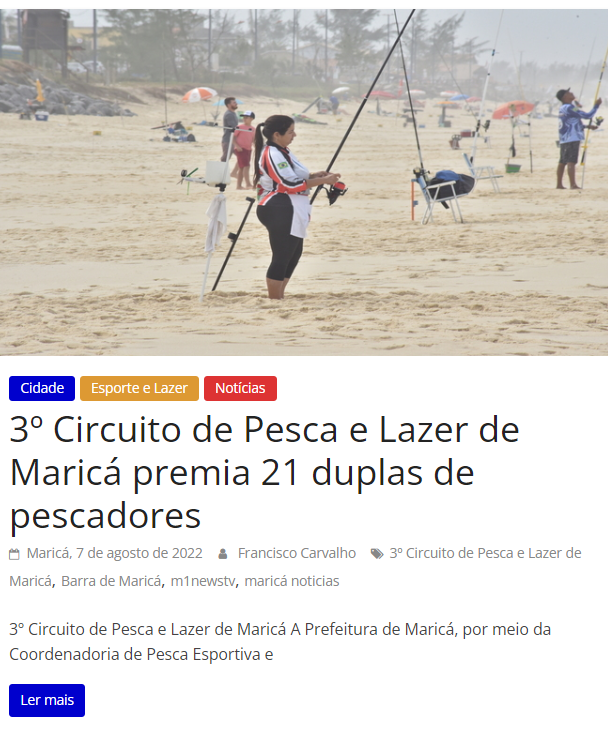 Cidade Esporte e Lazer Notícias
3º Circuito de Pesca e Lazer de
Maricá premia 21 duplas de
pescadores
Maricá, 7 de agosto de 2022 Francisco Carvalho 3º Circuito de Pesca e Lazer de
Maricá, Barra de Maricá, m1newstv, maricá noticias
3º Circuito de Pesca e Lazer de Maricá A Prefeitura de Maricá, por meio da
Coordenadoria de Pesca Esportiva e
Ler mais